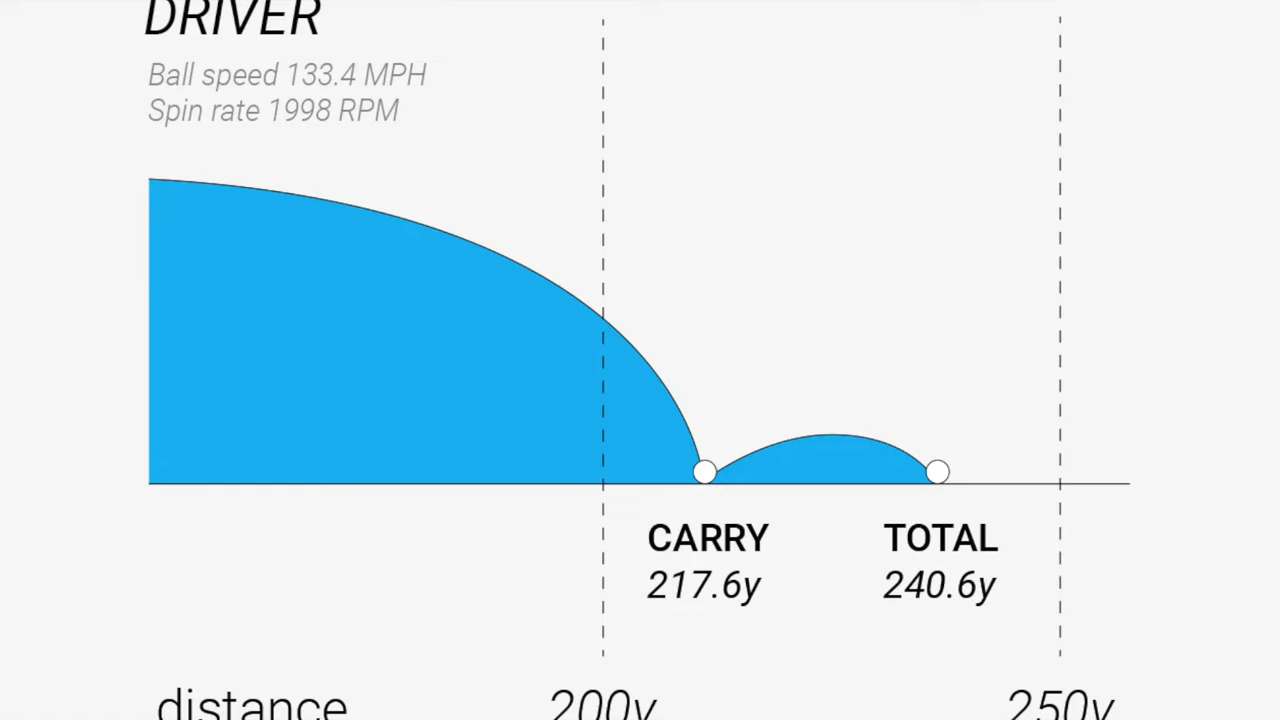 DRIVER
Ball speed 133.4 MPH
Spin rate 1998 RPM
CARRY
217.6y
TOTAL
240.6y
distance
200y
250y